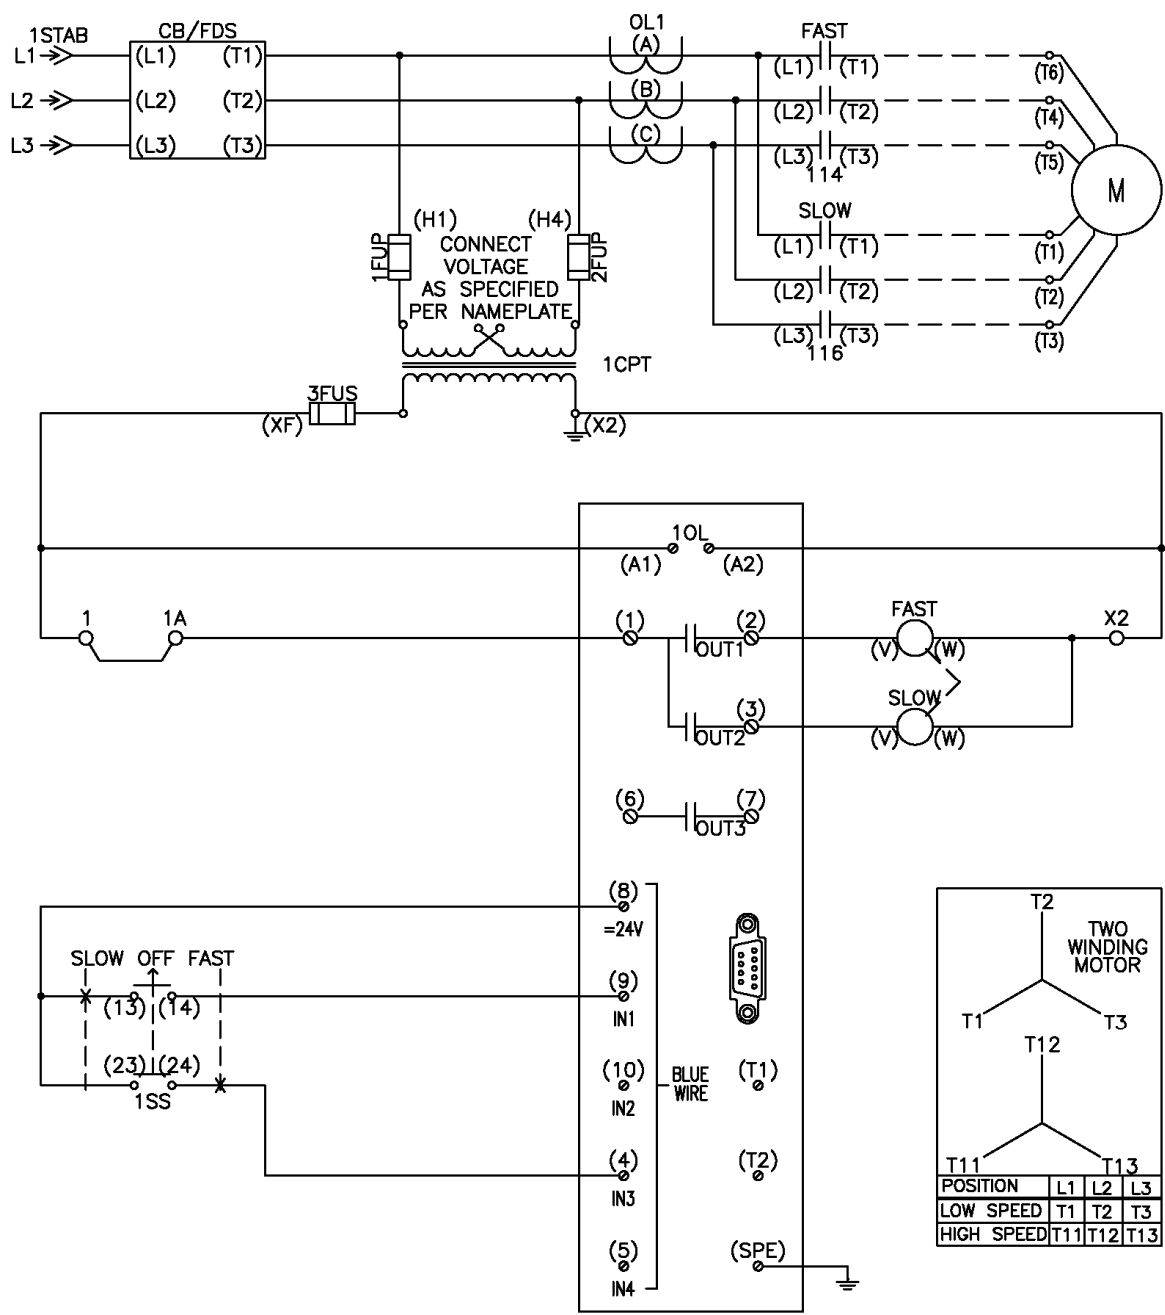 1STAB
CB/FDS
OL1
FAST
L1 (L1) (T1) (A) (L1) (T1) (T6)
L2 (L2) (T2) (B) (L2) (T2) (T4)
L3 (L3) (T3) (C) (L3) (T3) (T5)
114
M
SLOW
(L1) (T1) (T1)
(L2) (T2) (T2)
(L3) (T3) (T3)
116
(H1) (H4)
1FUP
2FUP
CONNECT
VOLTAGE
AS SPECIFIED
PER NAMEPLATE
1CPT
3FUS
(XF) (X2)
1OL
(A1) (A2)
1 1A (1) (2) FAST X2
OUT1 (V) (W)
SLOW
(3)
OUT2 (V) (W)
(6) (7)
OUT3
(8)
=24V
SLOW OFF FAST
(9)
(13) (14)
IN1
(23) (24)
1SS
(10) BLUE (T1)
WIRE
IN2
(4) (T2)
IN3
(5) (SPE)
IN4
T2
TWO
WINDING
MOTOR
T1 T3
T12
T11 T13
POSITION L1 L2 L3
LOW SPEED T1 T2 T3
HIGH SPEED T11 T12 T13